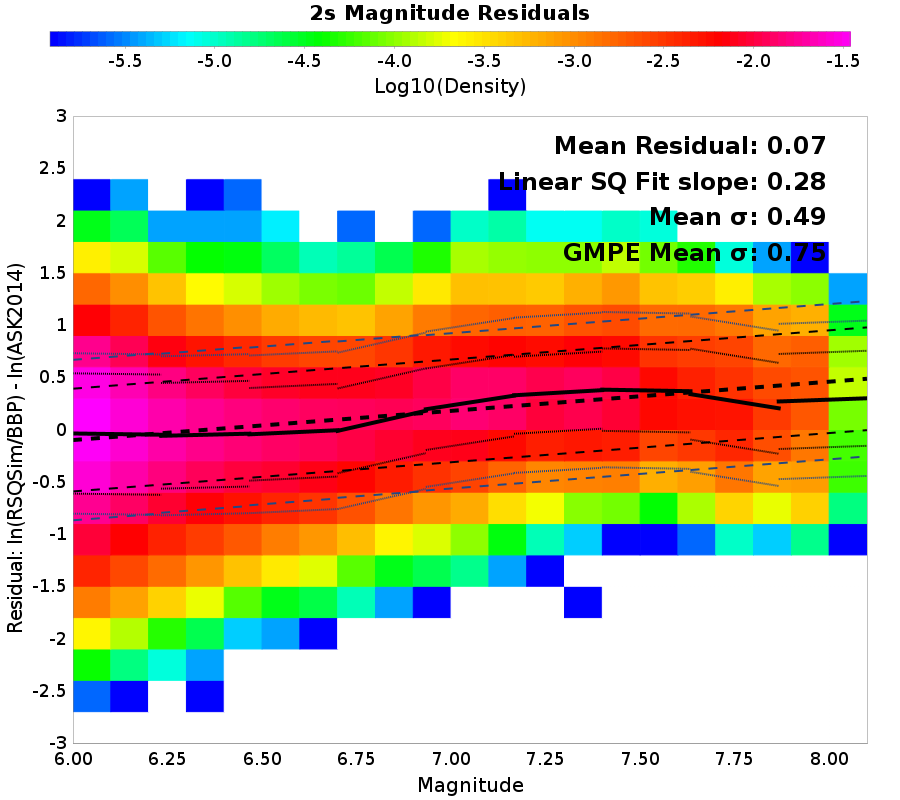 2s Magnitude Residuals
-5.5 -5.0 -4.5 -4.0 -3.5 -3.0 -2.5 -2.0 -1.5
Log10(Density)
Mean Residual: 0.07
Linear SQ Fit slope: 0.28
Mean σ: 0.49
GMPE Mean σ: 0.75
Residual: ln(RSQSim/BBP) - ln(ASK2014)
3
2.5
2
1.5
1
0.5
0
-0.5
-1
-1.5
-2
-2.5
-3
6.00 6.25 6.50 6.75 7.00 7.25 7.50 7.75 8.00
Magnitude